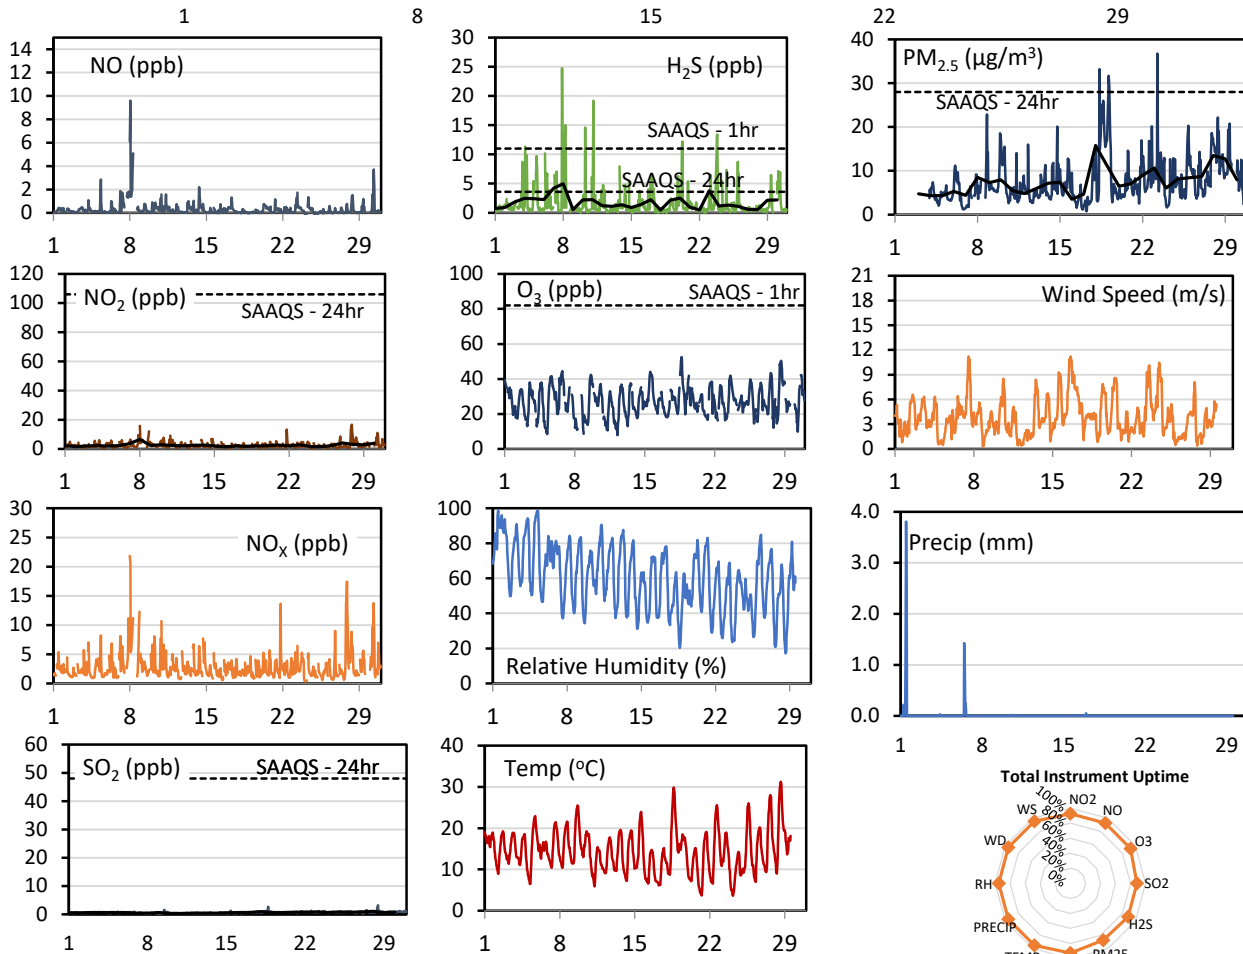 1 8 15 22 29
NO (ppb)
14
12
10
8
6
4
2
0
1 8 15 22 29
H2S (ppb)
SAAQS - 1hr
SAAQS - 24hr
30
25
20
15
10
5
0
1 8 15 22 29
PM2.5 (µg/m3)
SAAQS - 24hr
40
30
20
10
0
1 8 15 22 29
NO2 (ppb)
SAAQS - 24hr
120
100
80
60
40
20
0
1 8 15 22 29
O3 (ppb)
SAAQS - 1hr
100
80
60
40
20
0
1 8 15 22 29
Wind Speed (m/s)
21
18
15
12
9
6
3
0
1 8 15 22 29
NOX (ppb)
30
25
20
15
10
5
0
1 8 15 22 29
100
80
60
40
20
0
Relative Humidity (%)
1 8 15 22 29
Precip (mm)
4.0
3.0
2.0
1.0
0.0
1 8 15 22 29
SO2 (ppb)
SAAQS - 24hr
60
50
40
30
20
10
0
1 8 15 22 29
Temp (oC)
40
30
20
10
0
1 8 15 22 29
Total Instrument Uptime
100%
80%
60%
40%
20%
0%
NO2
NO
O3
SO2
H2S
PM25
TEMP
PRECIP
RH
WD
WS